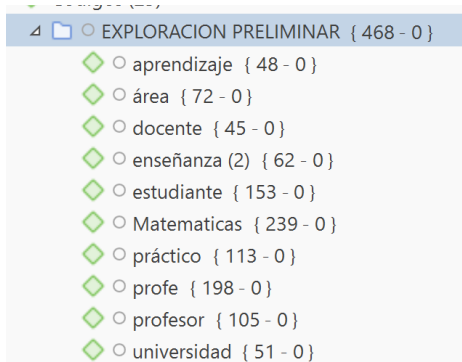 EXPLORACION PRELIMINAR { 468 - 0 }
aprendizaje { 48 - 0 }
área { 72 - 0 }
docente { 45 - 0 }
enseñanza (2) { 62 - 0 }
estudiante { 153 - 0 }
Matematicas { 239 - 0 }
práctico { 113 - 0 }
profe { 198 - 0 }
profesor { 105 - 0 }
universidad { 51 - 0 }